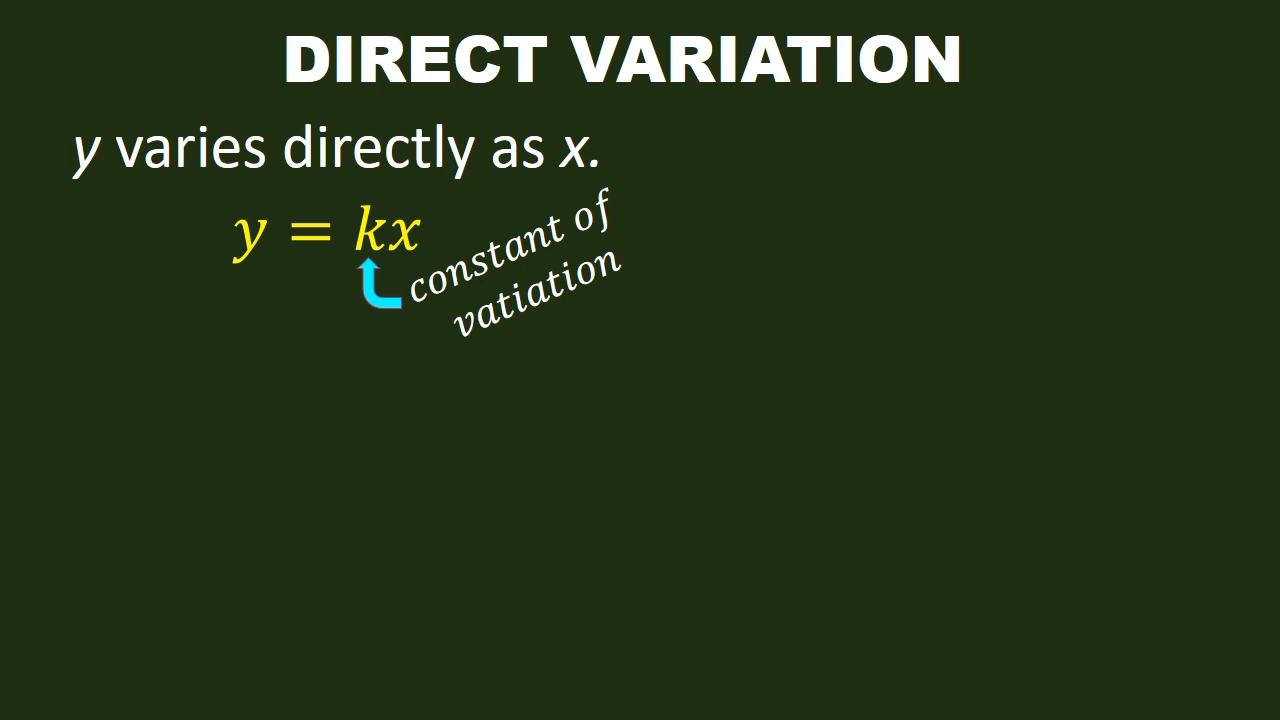 DIRECT VARIATION
y varies directly as x.
y = kx
constant of
vatiation